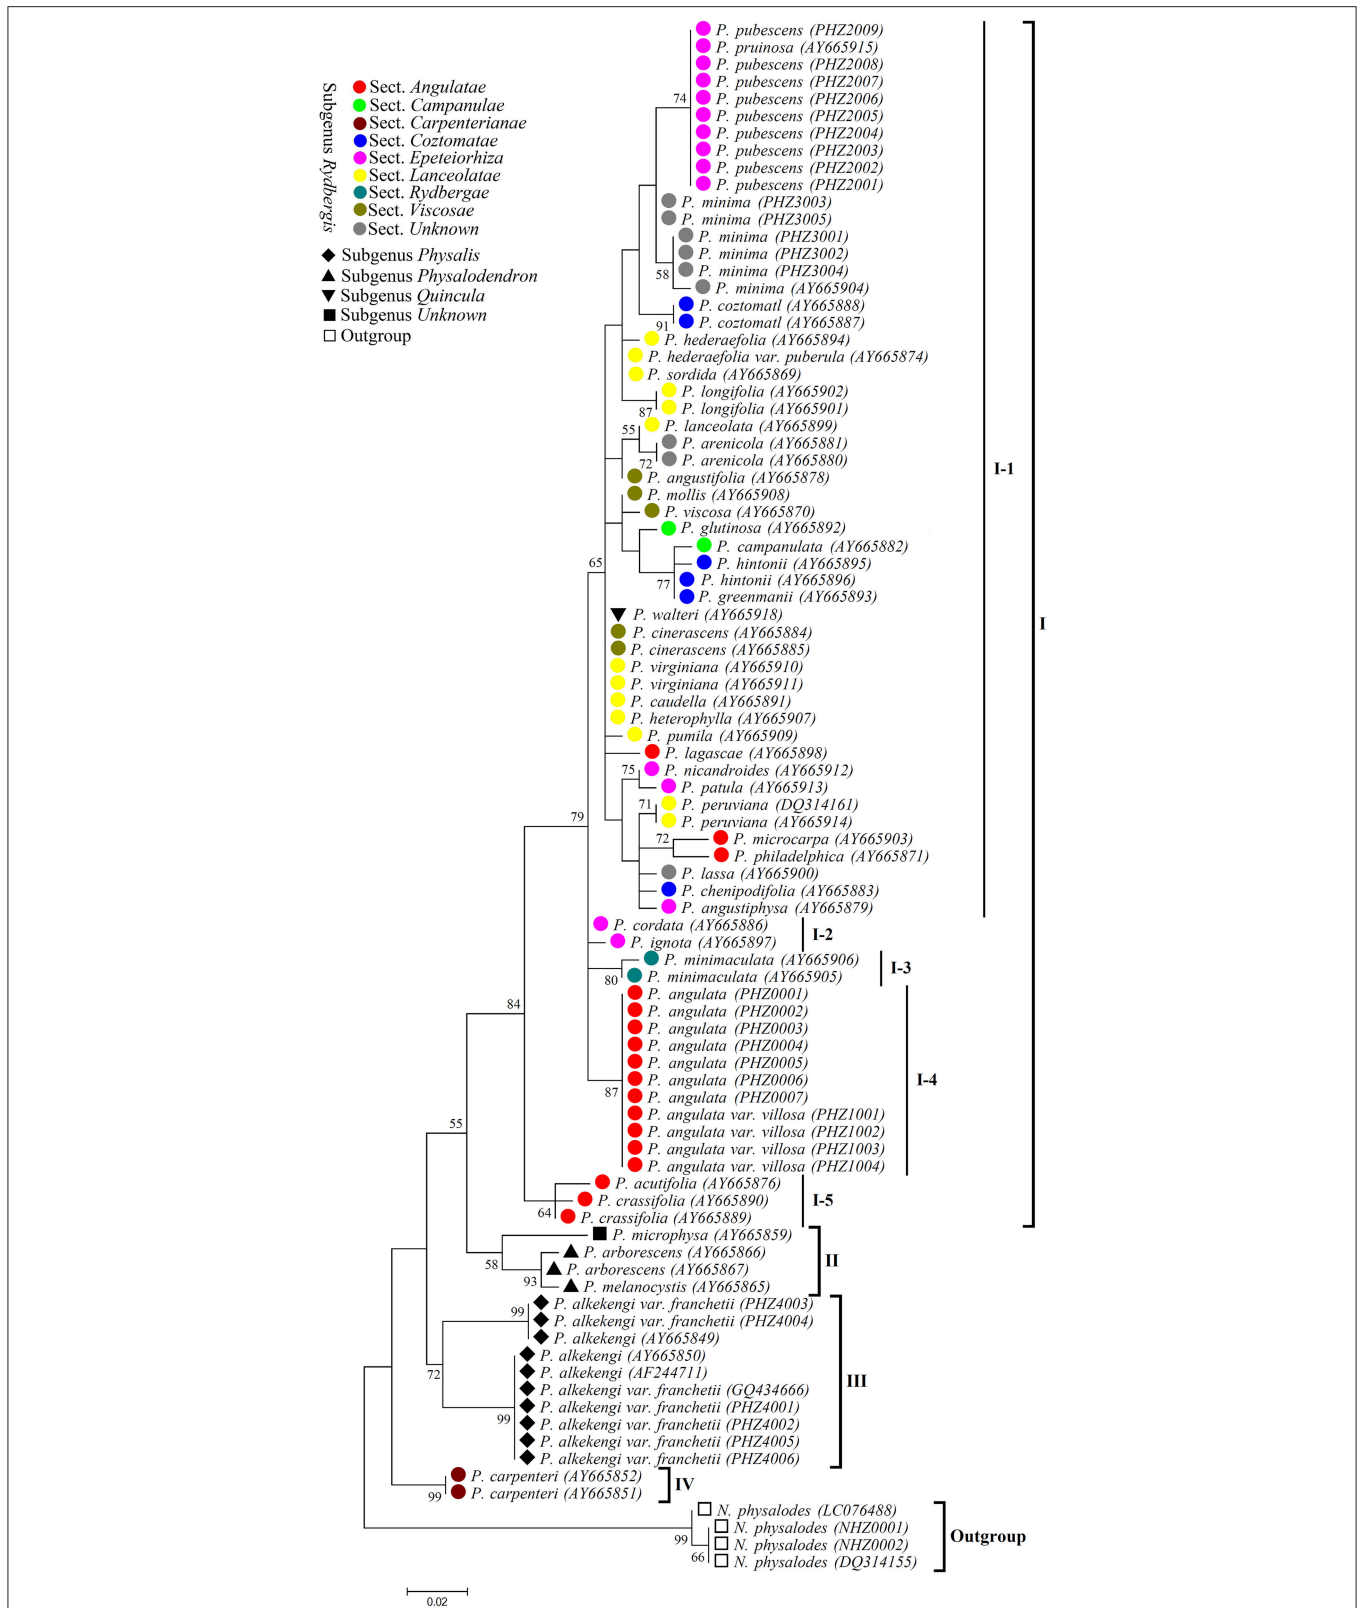 Subgenus Rydbergis
Sect. Angulatae
Sect. Campanulae
Sect. Carpenterianae
Sect. Coztomatae
Sect. Epeteiorhiza
Sect. Lanceolatae
Sect. Rydbergae
Sect. Viscosae
Sect. Unknown
Subgenus Physalis
Subgenus Physalodendron
Subgenus Quincula
Subgenus Unknown
Outgroup
P. pubescens (PHZ2009)
P. pruinosa (AY665915)
P. pubescens (PHZ2008)
P. pubescens (PHZ2007)
74 P. pubescens (PHZ2006)
P. pubescens (PHZ2005)
P. pubescens (PHZ2004)
P. pubescens (PHZ2003)
P. pubescens (PHZ2002)
P. pubescens (PHZ2001)
P. minima (PHZ3003)
P. minima (PHZ3005)
P. minima (PHZ3001)
P. minima (PHZ3002)
58 P. minima (PHZ3004)
P. minima (AY665904)
P. coztomatl (AY665888)
91 P. coztomatl (AY665887)
P. hederaefolia (AY665894)
P. hederaefolia var. puberula (AY665874)
P. sordida (AY665869)
P. longifolia (AY665902)
87 P. longifolia (AY665901)
55 P. lanceolata (AY665899)
P. arenicola (AY665881)
72 P. arenicola (AY665880)
I-1
P. angustifolia (AY665878)
P. mollis (AY665908)
P. viscosa (AY665870)
P. glutinosa (AY665892)
P. campanulata (AY665882)
65 P. hintonii (AY665895)
77 P. hintonii (AY665896)
P. greenmanii (AY665893)
P. walteri (AY665918)
I
P. cinerascens (AY665884)
P. cinerascens (AY665885)
P. virginiana (AY665910)
P. virginiana (AY665911)
P. caudella (AY665891)
P. heterophylla (AY665907)
P. pumila (AY665909)
P. lagascae (AY665898)
75 P. nicandroides (AY665912)
P. patula (AY665913)
71 P. peruviana (DQ314161)
79 P. peruviana (AY665914)
72 P. microcarpa (AY665903)
P. philadelphica (AY665871)
P. lassa (AY665900)
P. chenipodifolia (AY665883)
P. angustiphysa (AY665879)
P. cordata (AY665886)
I-2
P. ignota (AY665897)
P. minimaculata (AY665906)
I-3
80 P. minimaculata (AY665905)
P. angulata (PHZ0001)
84 P. angulata (PHZ0002)
P. angulata (PHZ0003)
P. angulata (PHZ0004)
P. angulata (PHZ0005)
P. angulata (PHZ0006)
I-4
87 P. angulata (PHZ0007)
P. angulata var. villosa (PHZ1001)
55 P. angulata var. villosa (PHZ1002)
P. angulata var. villosa (PHZ1003)
P. angulata var. villosa (PHZ1004)
P. acutifolia (AY665876)
P. crassifolia (AY665890)
I-5
64 P. crassifolia (AY665889)
P. microphysa (AY665859)
P. arborescens (AY665866)
58 P. arborescens (AY665867)
II
93 P. melanocystis (AY665865)
99 P. alkekengi var. franchetii (PHZ4003)
P. alkekengi var. franchetii (PHZ4004)
P. alkekengi (AY665849)
P. alkekengi (AY665850)
72 P. alkekengi (AF244711)
III
P. alkekengi var. franchetii (GQ434666)
P. alkekengi var. franchetii (PHZ4001)
99 P. alkekengi var. franchetii (PHZ4002)
P. alkekengi var. franchetii (PHZ4005)
P. alkekengi var. franchetii (PHZ4006)
P. carpenteri (AY665852)
IV
99 P. carpenteri (AY665851)
N. physalodes (LC076488)
N. physalodes (NHZ0001)
99 N. physalodes (NHZ0002)
66 N. physalodes (DQ314155)
Outgroup
0.02